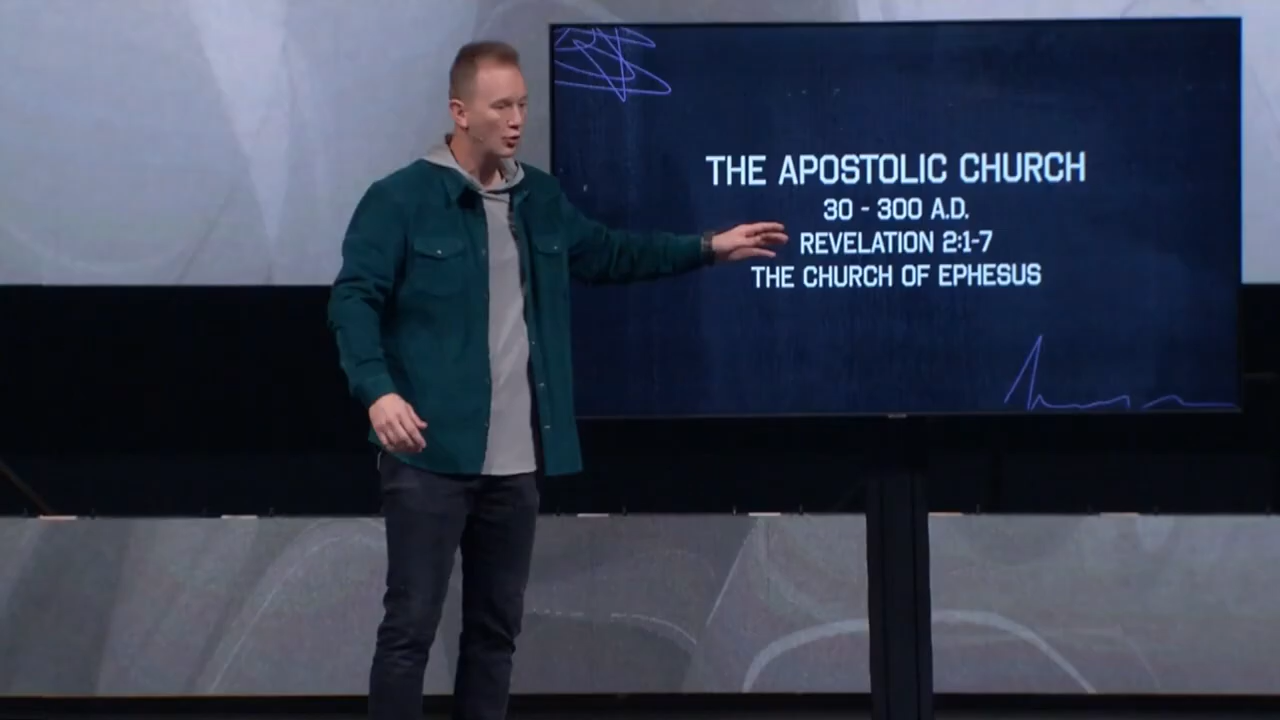 THE APOSTOLIC CHURCH
30 - 300 A.D.
REVELATION 2:1-7
THE CHURCH OF EPHESUS